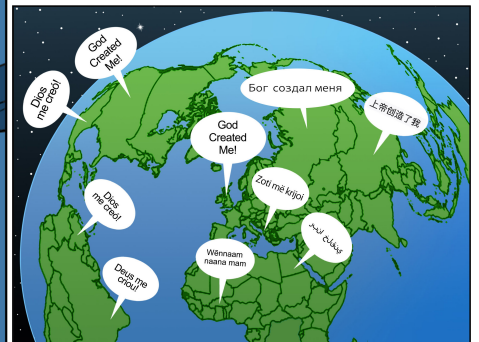 God
Created
Me!
Dios
me creó!
Бог создал меня
上帝创造了我
God
Created
Me!
Zoti më krijoi
Dios
me creó!
Wĕnnaam
naana mam
Deus me
criou!